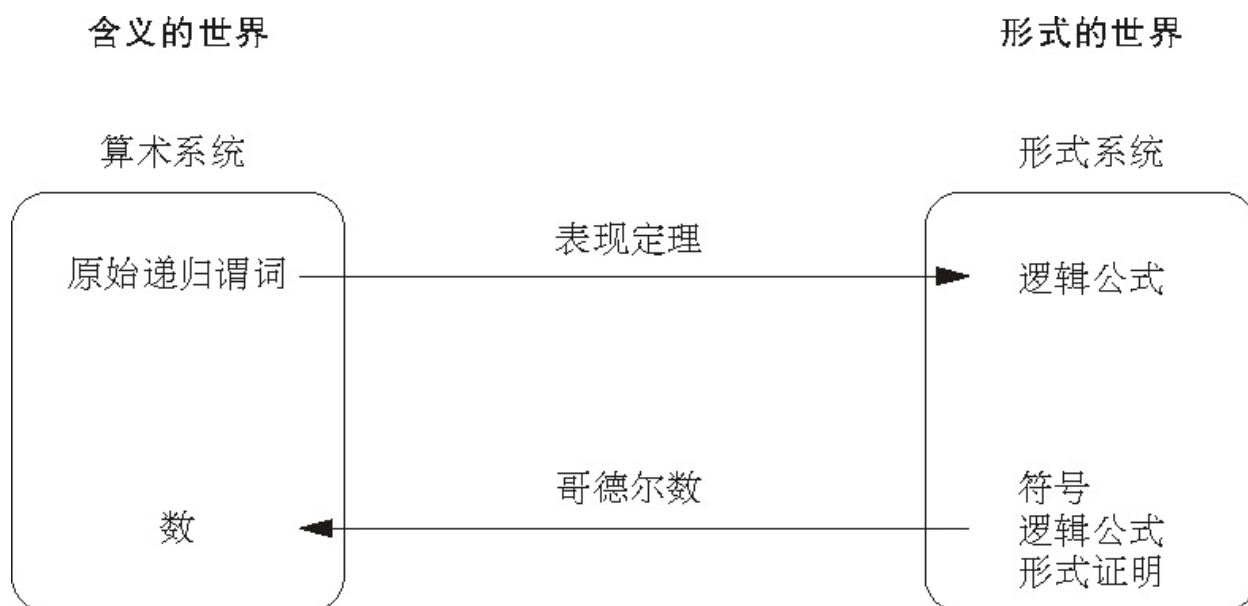 含义的世界
形式的世界
算术系统
形式系统
表现定理
原始递归谓词
逻辑公式
哥德尔数
符号
数
逻辑公式
形式证明